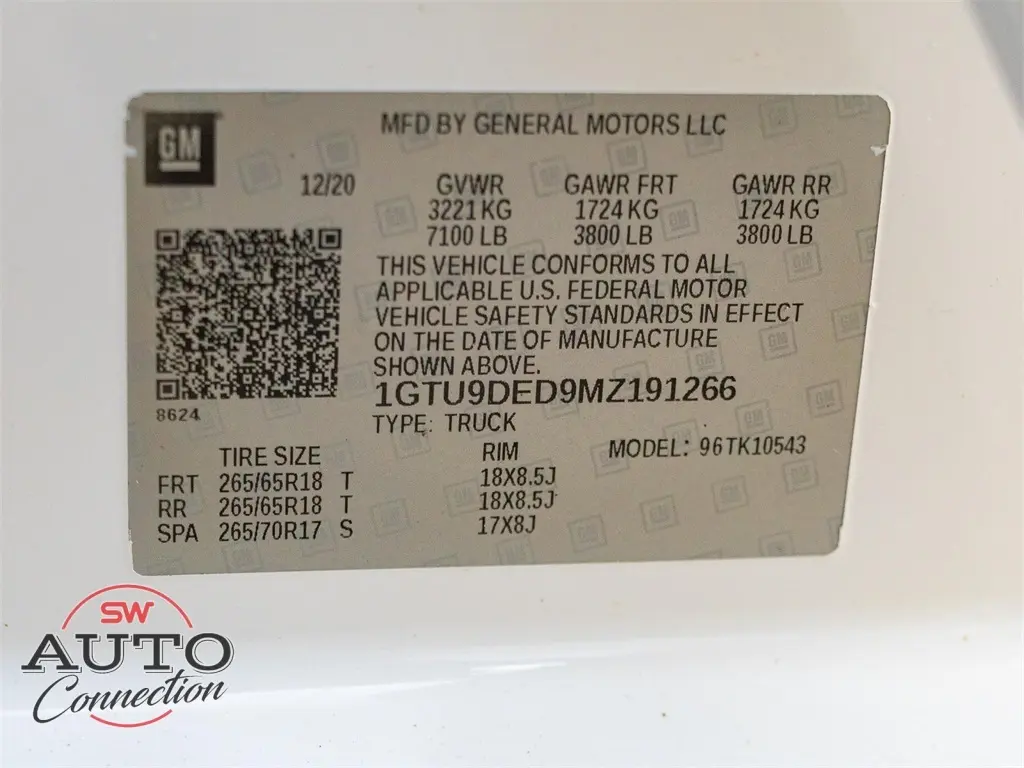 GM
MFD BY GENERAL MOTORS LLC
12/20 GVWR GAWR FRT GAWR RR
3221 KG 1724 KG 1724 KG
7100 LB 3800 LB 3800 LB
THIS VEHICLE CONFORMS TO ALL
APPLICABLE U.S. FEDERAL MOTOR
VEHICLE SAFETY STANDARDS IN EFFECT
ON THE DATE OF MANUFACTURE
SHOWN ABOVE.
1GTU9DED9MZ191266
8624
TYPE: TRUCK
TIRE SIZE RIM MODEL: 96TK10543
FRT 265/65R18 T 18X8.5J
RR 265/65R18 T 18X8.5J
SPA 265/70R17 S 17X8J
SW
AUTO
Connection